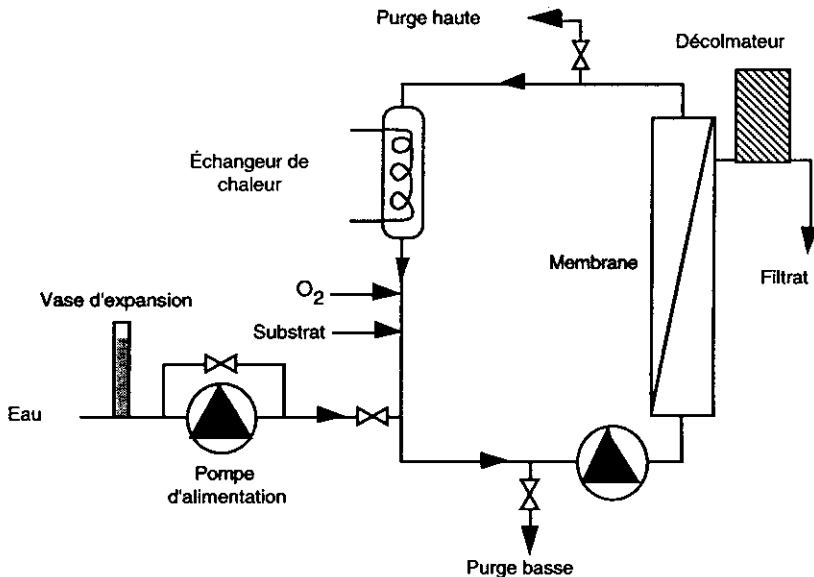 Purge haute
Décolmateur
Échangeur de
chaleur
Membrane
O2
Filtrat
Vase d'expansion
Substrat
Eau
Pompe
d'alimentation
Purge basse